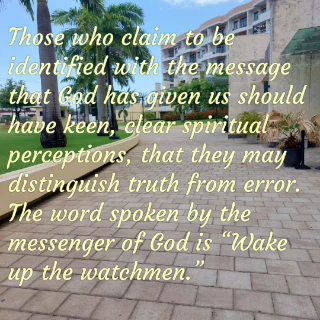 Those who claim to be
identified with the message
that God has given us should
have keen, clear spiritual
perceptions, that they may
distinguish truth from error.
The word spoken by the
messenger of God is “Wake
up the watchmen.”